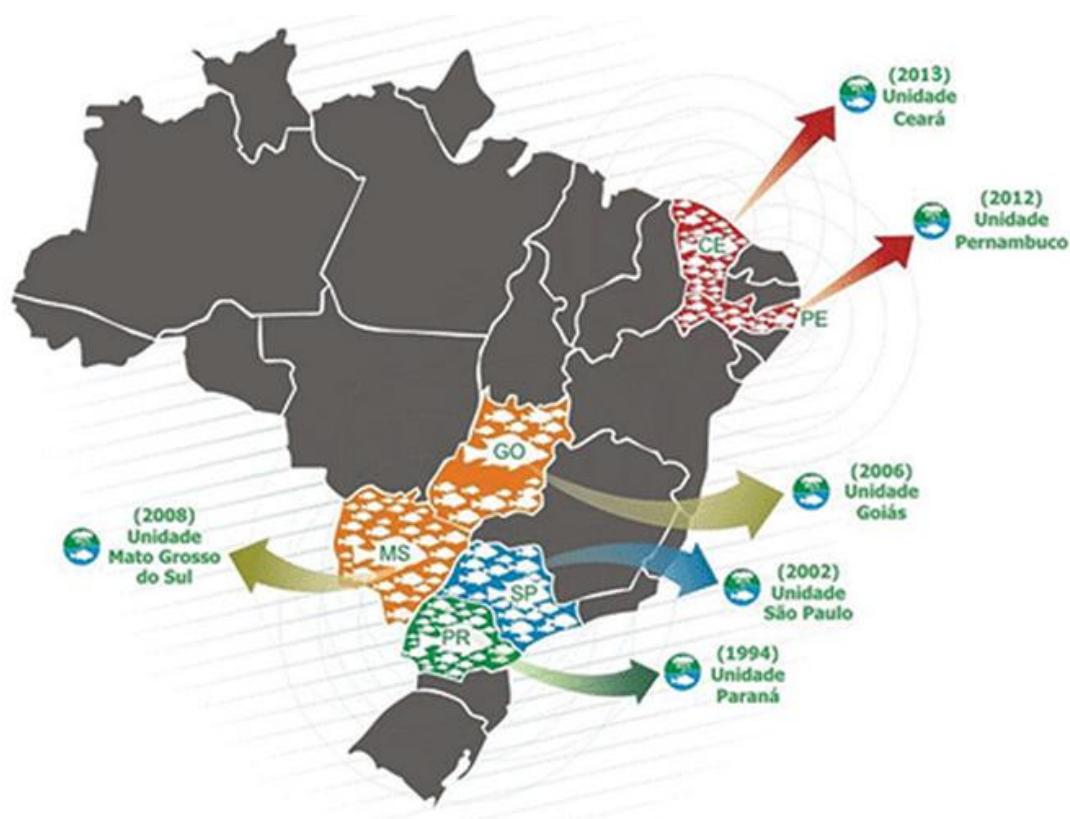 (2013)
Unidade
Ceará
(2012)
Unidade
Pernambuco
CE
PE
GO
(2006)
Unidade
Goiás
(2008)
Unidade
Mato Grosso
do Sul
MS
SP
(2002)
Unidade
São Paulo
PR
(1994)
Unidade
Paraná